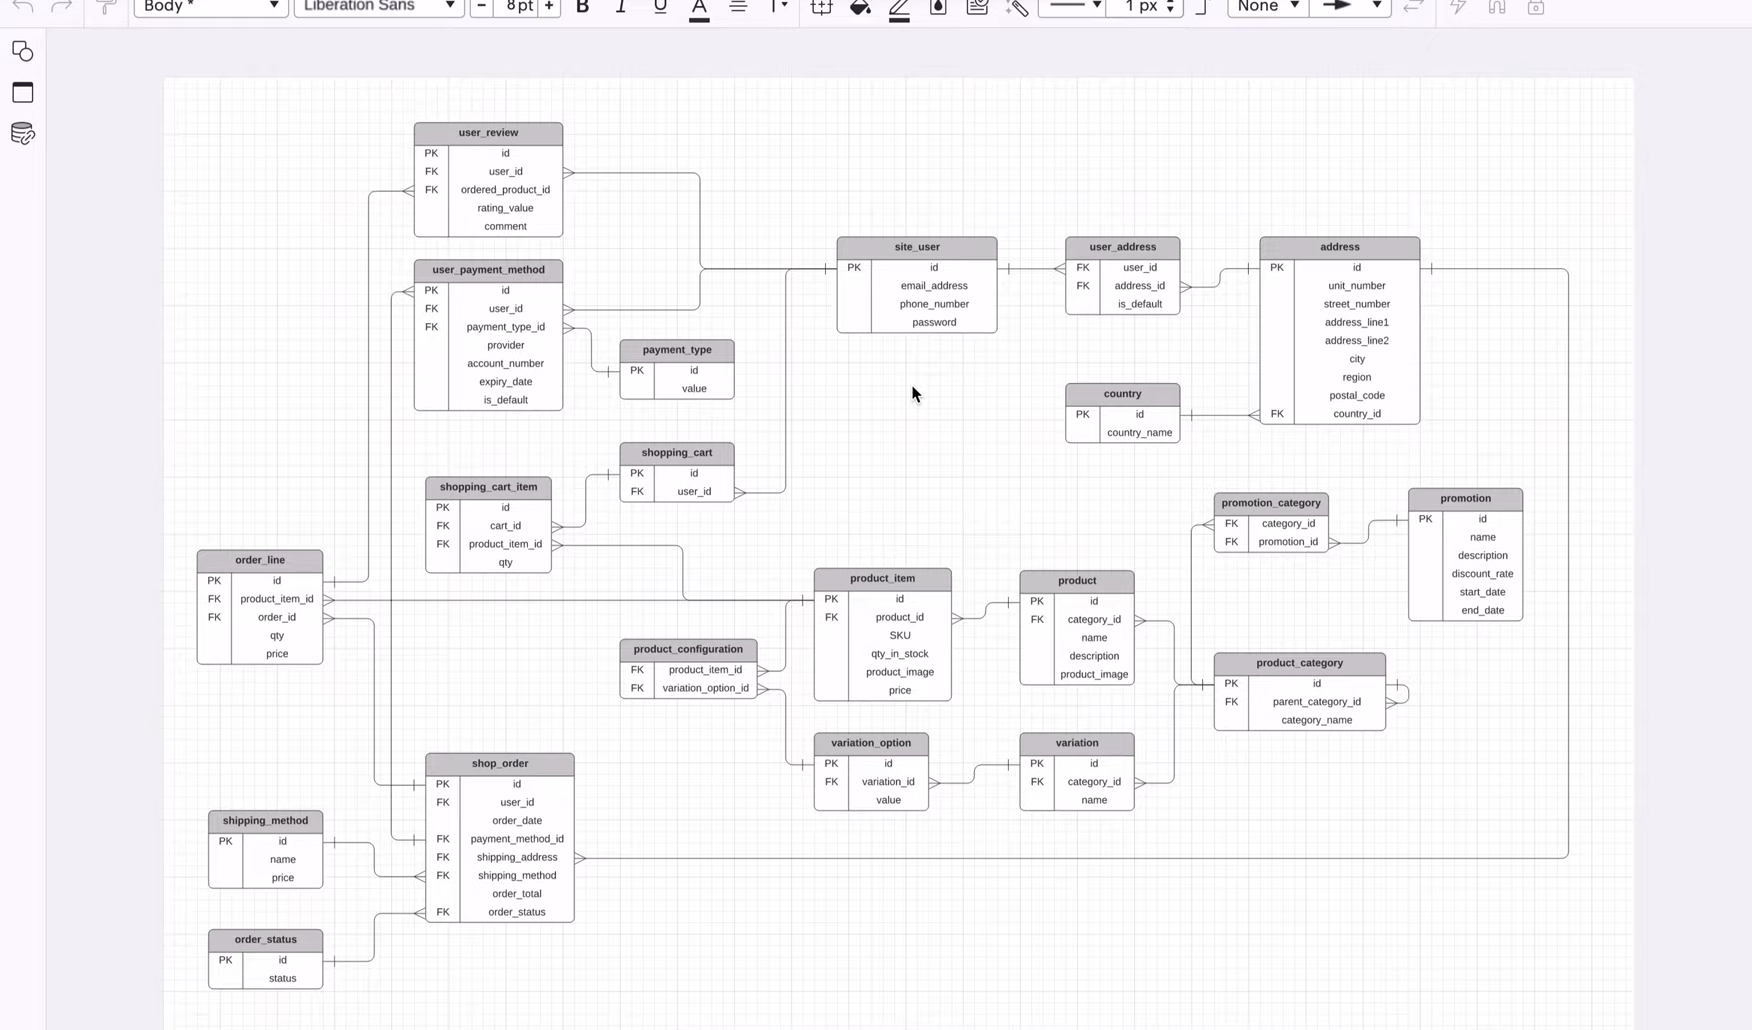 Body *
Liberation Sans
− 8 pt +
B I U A T
1 px
None
user_review
PK id
FK user_id
FK ordered_product_id
rating_value
comment
user_payment_method
PK id
FK user_id
FK payment_type_id
provider
account_number
expiry_date
is_default
payment_type
PK id
value
site_user
PK id
email_address
phone_number
password
user_address
FK user_id
FK address_id
is_default
address
PK id
unit_number
street_number
address_line1
address_line2
city
region
postal_code
FK country_id
country
PK id
country_name
shopping_cart
PK id
FK user_id
shopping_cart_item
PK id
FK cart_id
FK product_item_id
qty
promotion_category
FK category_id
FK promotion_id
promotion
PK id
name
description
discount_rate
start_date
end_date
order_line
PK id
FK product_item_id
FK order_id
qty
price
product_item
PK id
FK product_id
SKU
qty_in_stock
product_image
price
product
PK id
FK category_id
name
description
product_image
product_configuration
FK product_item_id
FK variation_option_id
product_category
PK id
FK parent_category_id
category_name
variation_option
PK id
FK variation_id
value
variation
PK id
FK category_id
name
shop_order
PK id
FK user_id
order_date
FK payment_method_id
FK shipping_address
FK shipping_method
order_total
FK order_status
shipping_method
PK id
name
price
order_status
PK id
status